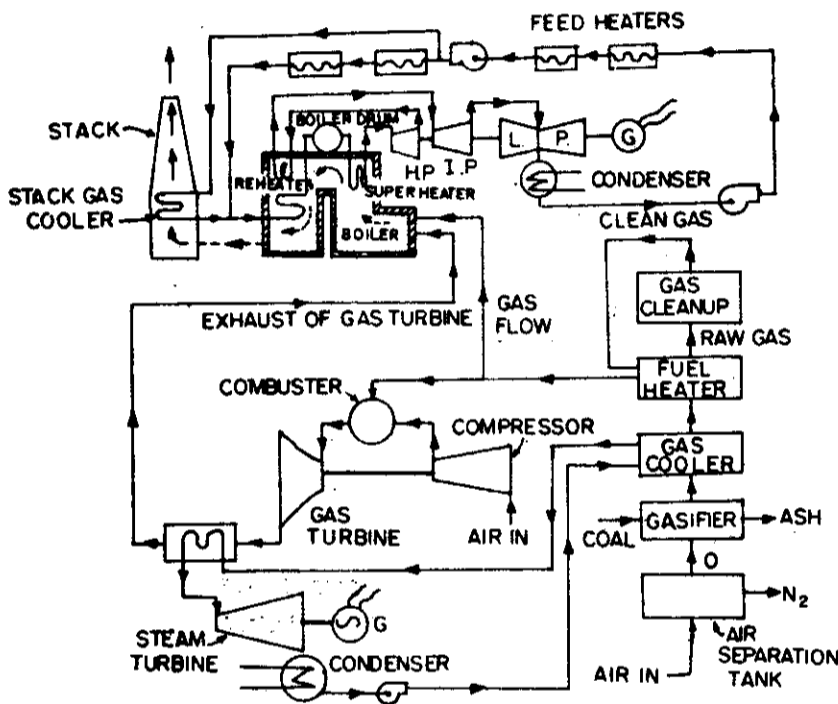 FEED HEATERS
STACK
BOILER DRUM
L.
P.
G
H.P
I.P
STACK GAS
COOLER
REHEATER
SUPER HEATER
CONDENSER
BOILER
CLEAN GAS
GAS
CLEANUP
EXHAUST OF GAS TURBINE
GAS
FLOW
RAW GAS
FUEL
HEATER
COMBUSTER
COMPRESSOR
GAS
COOLER
GAS
TURBINE
AIR IN
COAL
GASIFIER
ASH
O
N2
G
STEAM
TURBINE
CONDENSER
AIR IN
AIR
SEPARATION
TANK